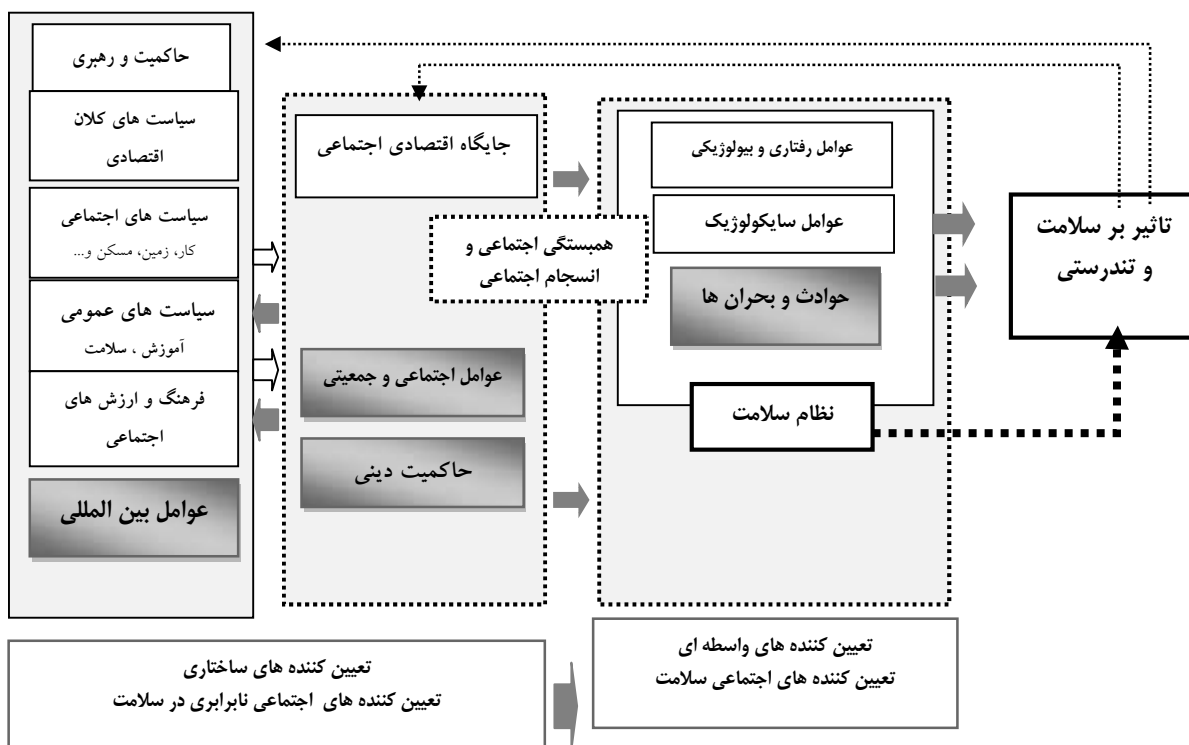 حاکمیت و رهبری
سیاست های کلان
اقتصادی
سیاست های اجتماعی
کار، زمین، مسکن و...
سیاست های عمومی
آموزش ، سلامت
فرهنگ و ارزش های
اجتماعی
عوامل بین المللی
جایگاه اقتصادی اجتماعی
همبستگی اجتماعی و
انسجام اجتماعی
عوامل اجتماعی و جمعیتی
حاکمیت دینی
عوامل رفتاری و بیولوژیکی
عوامل سایکولوژیک
حوادث و بحران ها
نظام سلامت
تاثیر بر سلامت
و تندرستی
تعیین کننده های ساختاری
تعیین کننده های اجتماعی نابرابری در سلامت
تعیین کننده های واسطه ای
تعیین کننده های اجتماعی سلامت